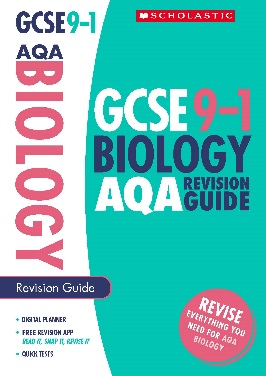 GCSE 9–1
AQA
BIOLOGY
Revision Guide
• DIGITAL PLANNER
• FREE REVISION APP
READ IT, SNAP IT, REVISE IT
• QUICK TESTS
SCHOLASTIC
GCSE 9–1
BIOLOGY
AQA REVISION GUIDE
REVISE
EVERYTHING YOU
NEED FOR AQA
BIOLOGY